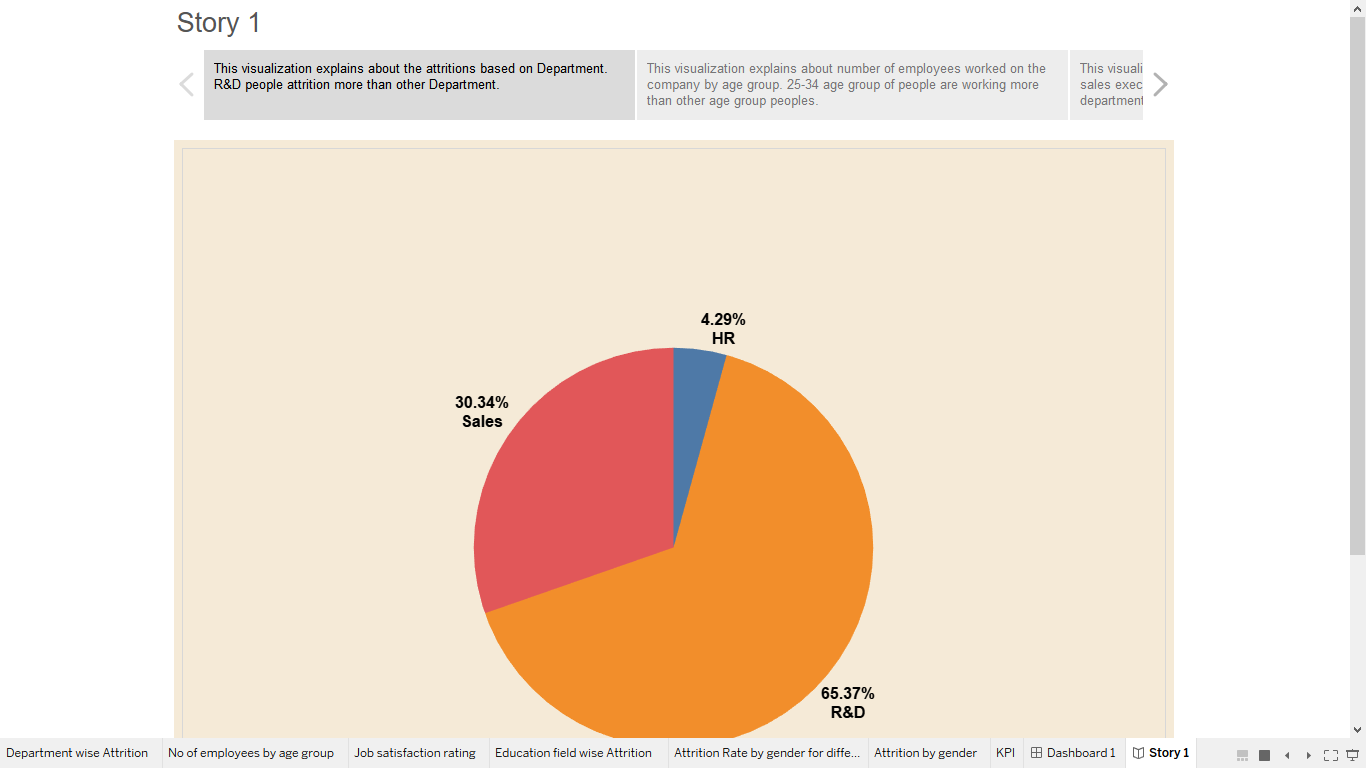 Story 1
This visualization explains about the attritions based on Department.
R&D people attrition more than other Department.
This visualization explains about number of employees worked on the
company by age group. 25-34 age group of people are working more
than other age group peoples.
This visuali
sales exec
department
4.29%
HR
30.34%
Sales
65.37%
R&D
Department wise Attrition
No of employees by age group
Job satisfaction rating
Education field wise Attrition
Attrition Rate by gender for diffe...
Attrition by gender
KPI
Dashboard 1
Story 1